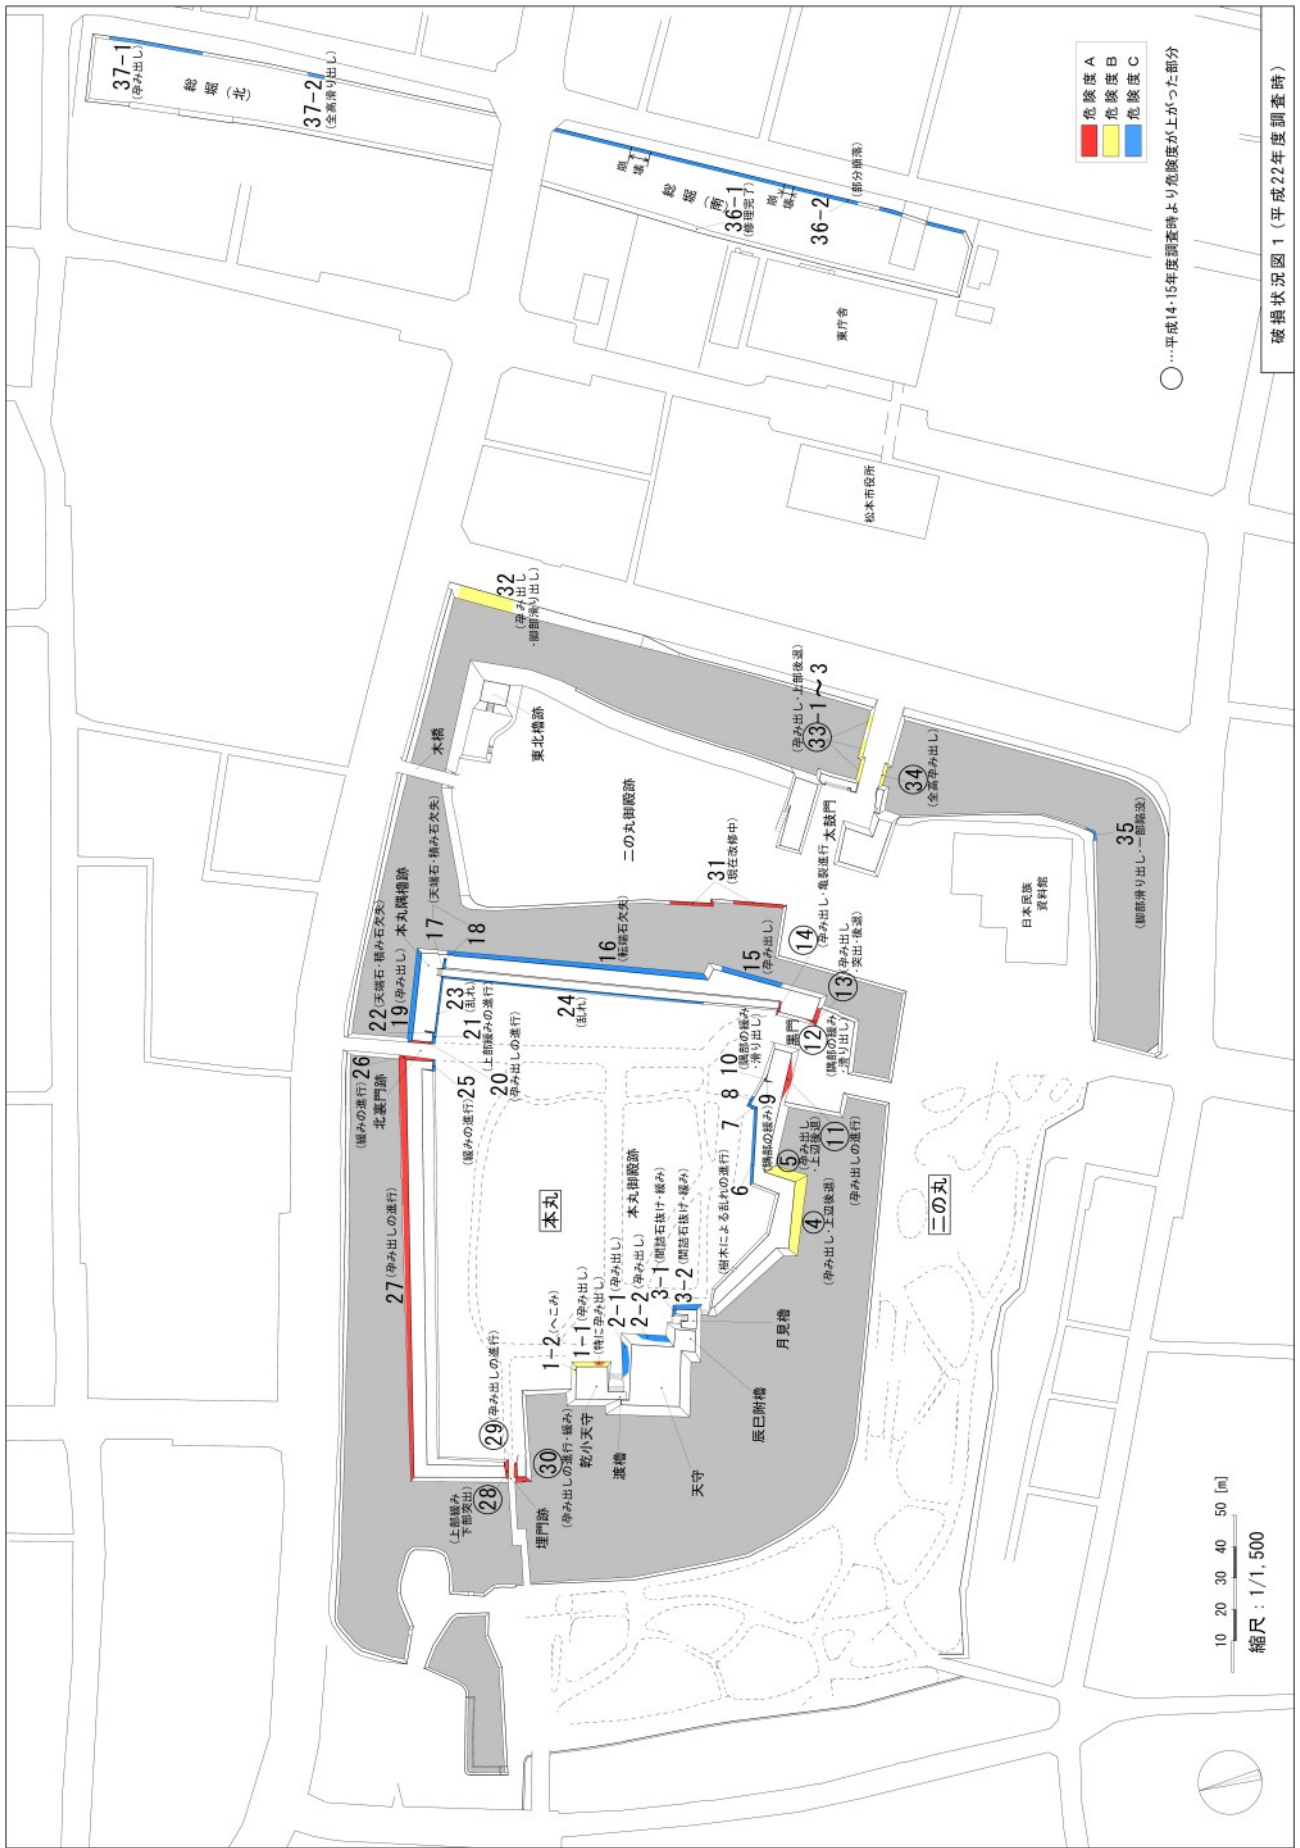 破損状況図1(平成22年度調査時)
危険度A
危険度B
危険度C
○…平成14・15年度調査時より危険度が上がった部分
37-1
(孕み出し)
総堀(北)
37-2
(全高滑り出し)
崩壊
総堀(南)
36-1
(修理完了)
崩壊
36-2
(部分崩落)
東庁舎
松本市役所
32
(孕み出し
・脚部滑り出し)
木橋
東北櫓跡
二の丸御殿跡
(孕み出し・上部後退)
㉝-1~3
㉞
(全高孕み出し)
太鼓門
35
(脚部滑り出し・一部陥没)
日本民族
資料館
31
(現在改修中)
22(天端石・積み石欠失)
19(孕み出し)
本丸隅櫓跡
17
(天端石・積み石欠失)
18
16
(転端石欠失)
15
(孕み出し)
⑭
(孕み出し・亀裂進行)
⑬(孕み出し
・突出・後退)
23
(乱れ)
21(上部緩みの進行)
24
(乱れ)
黒門
⑫
(隅部の緩み
・滑り出し)
20
(孕み出しの進行)
25
(緩みの進行)
26
(緩みの進行)
北裏門跡
10
(隅部の緩み
滑り出し)
8
9
(隅部の緩み)
7
6
⑤
(孕み出し
・上辺後退)
⑪
(孕み出しの進行)
④
(孕み出し・上辺後退)
(樹木による乱れの進行)
27(孕み出しの進行)
本丸
本丸御殿跡
二の丸
3-1(間詰石抜け・緩み)
3-2(間詰石抜け・緩み)
2-1(孕み出し)
2-2(孕み出し)
1-2(へこみ)
1-1(孕み出し)
(特に孕み出し)
月見櫓
辰巳附櫓
天守
渡櫓
乾小天守
㉙(孕み出しの進行)
㉚
(孕み出しの進行・緩み)
㉘
(上部緩み
下部突出)
埋門跡
10 20 30 40 50 [m]
縮尺:1/1,500